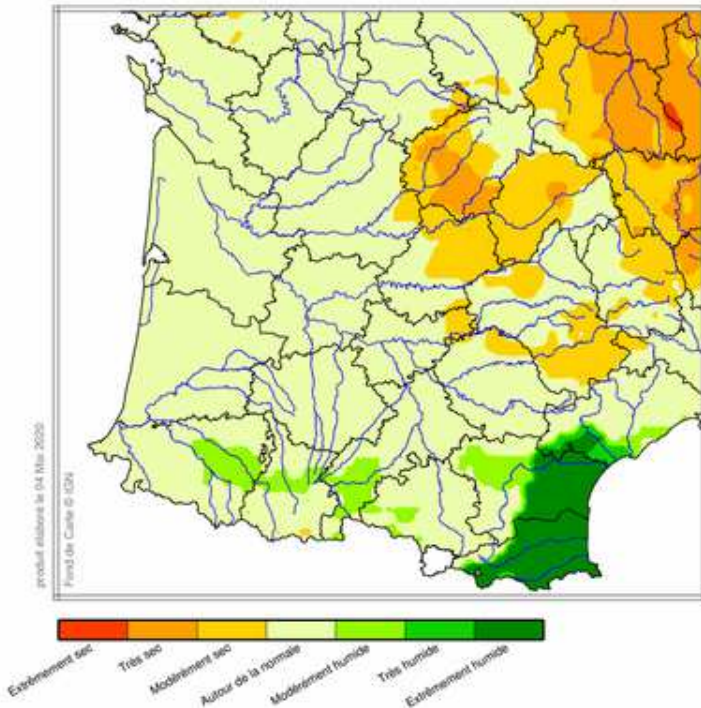 produit élaboré le 04 Mai 2020
Fond de Carte © IGN
Extrêmement sec
Très sec
Modérément sec
Autour de la normale
Modérément humide
Très humide
Extrêmement humide